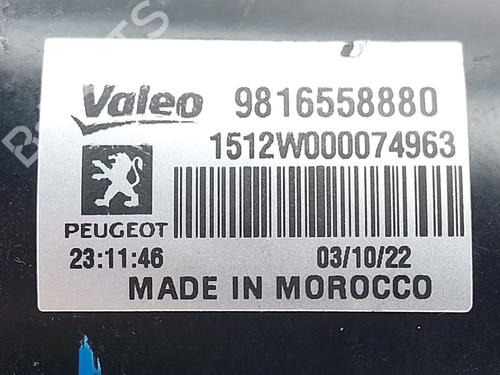 Valeo 9816558880
1512W000074963
PEUGEOT
23:11:46 03/10/22
MADE IN MOROCCO